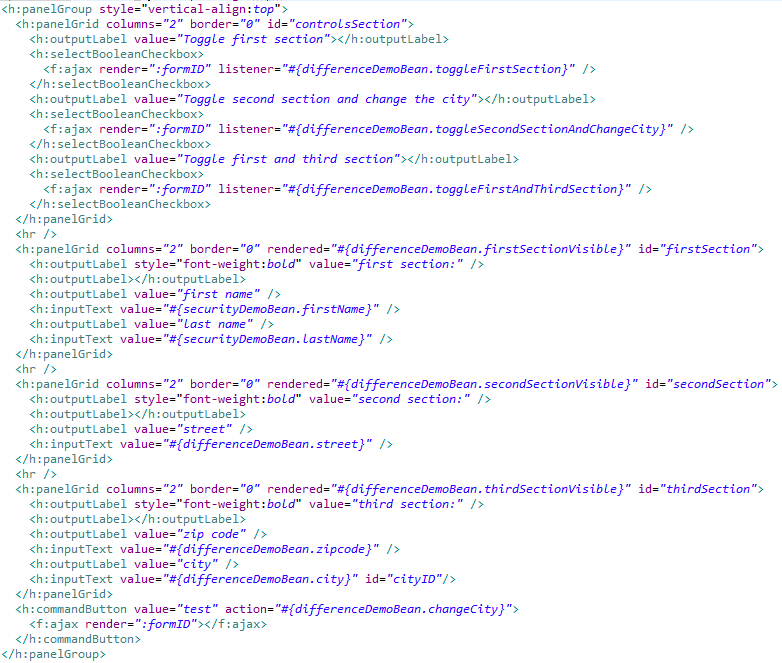 <h:panelGroup style="vertical-align:top">
<h:panelGrid columns="2" border="0" id="controlsSection">
<h:outputLabel value="Toggle first section"></h:outputLabel>
<h:selectBooleanCheckbox>
<f:ajax render=":formID" listener="#{differenceDemoBean.toggleFirstSection}" />
</h:selectBooleanCheckbox>
<h:outputLabel value="Toggle second section and change the city"></h:outputLabel>
<h:selectBooleanCheckbox>
<f:ajax render=":formID" listener="#{differenceDemoBean.toggleSecondSectionAndChangeCity}" />
</h:selectBooleanCheckbox>
<h:outputLabel value="Toggle first and third section"></h:outputLabel>
<h:selectBooleanCheckbox>
<f:ajax render=":formID" listener="#{differenceDemoBean.toggleFirstAndThirdSection}" />
</h:selectBooleanCheckbox>
</h:panelGrid>
<hr />
<h:panelGrid columns="2" border="0" rendered="#{differenceDemoBean.firstSectionVisible}" id="firstSection">
<h:outputLabel style="font-weight:bold" value="first section:" />
<h:outputLabel></h:outputLabel>
<h:outputLabel value="first name" />
<h:inputText value="#{securityDemoBean.firstName}" />
<h:outputLabel value="last name" />
<h:inputText value="#{securityDemoBean.lastName}" />
</h:panelGrid>
<hr />
<h:panelGrid columns="2" border="0" rendered="#{differenceDemoBean.secondSectionVisible}" id="secondSection">
<h:outputLabel style="font-weight:bold" value="second section:" />
<h:outputLabel></h:outputLabel>
<h:outputLabel value="street" />
<h:inputText value="#{differenceDemoBean.street}" />
</h:panelGrid>
<hr />
<h:panelGrid columns="2" border="0" rendered="#{differenceDemoBean.thirdSectionVisible}" id="thirdSection">
<h:outputLabel style="font-weight:bold" value="third section:" />
<h:outputLabel></h:outputLabel>
<h:outputLabel value="zip code" />
<h:inputText value="#{differenceDemoBean.zipcode}" />
<h:outputLabel value="city" />
<h:inputText value="#{differenceDemoBean.city}" id="cityID"/>
</h:panelGrid>
<h:commandButton value="test" action="#{differenceDemoBean.changeCity}">
<f:ajax render=":formID"></f:ajax>
</h:commandButton>
</h:panelGroup>